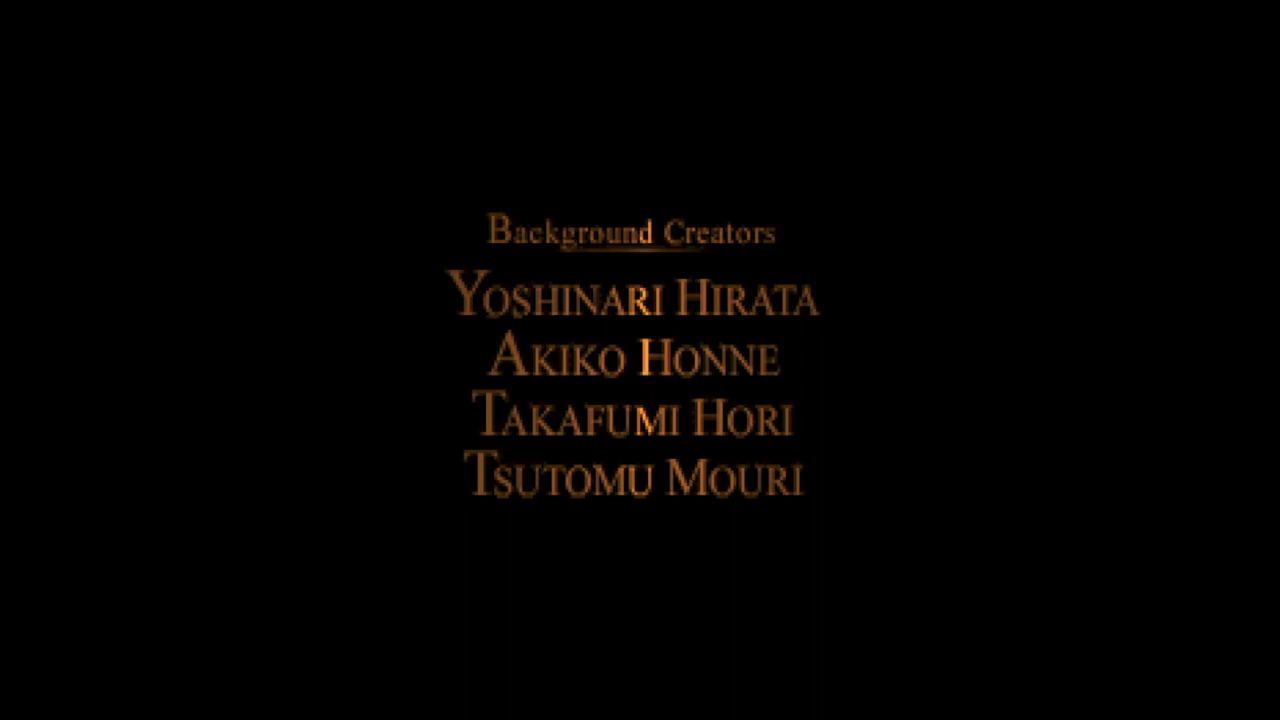 Background Creators
YOSHINARI HIRATA
AKIKO HONNE
TAKAFUMI HORI
TSUTOMU MOURI